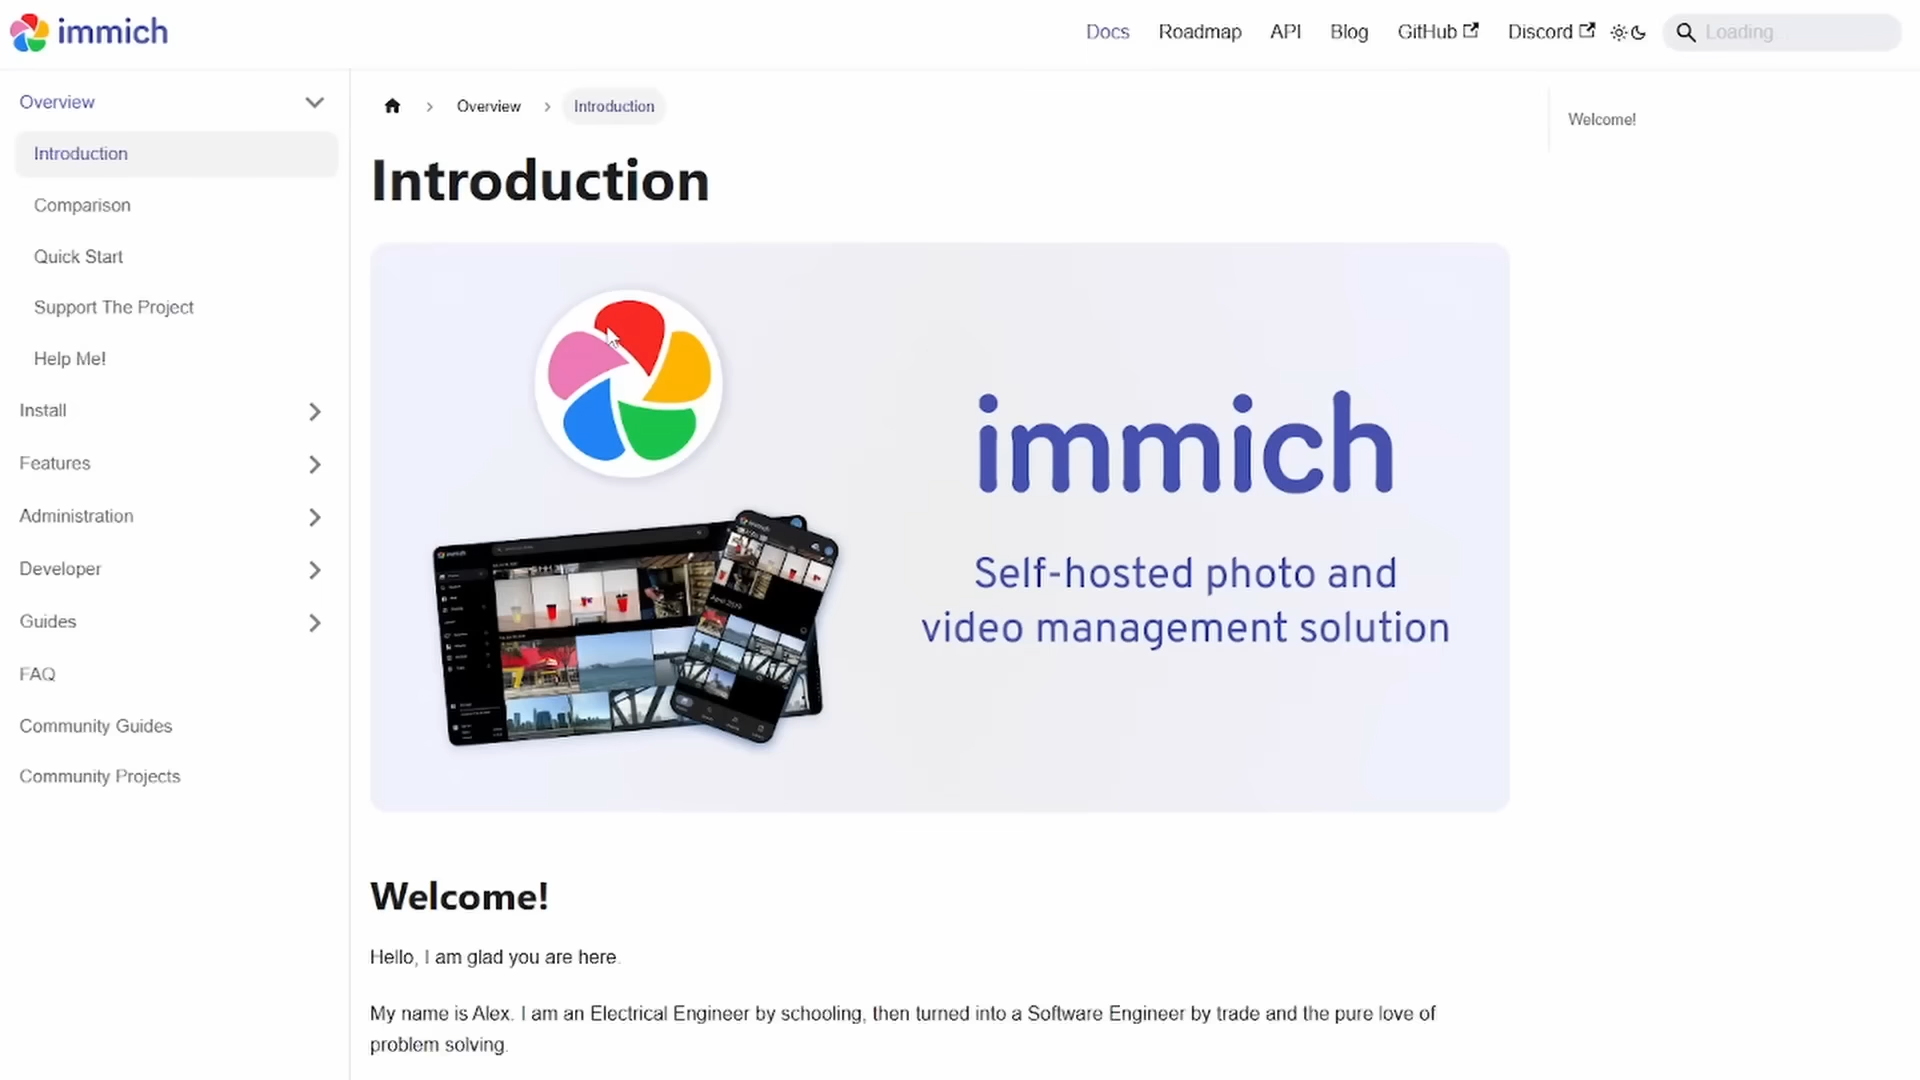 immich
Docs Roadmap API Blog GitHub Discord Loading...
Overview
Introduction
Comparison
Quick Start
Support The Project
Help Me!
Install
Features
Administration
Developer
Guides
FAQ
Community Guides
Community Projects
Overview Introduction
Introduction
immich
Self-hosted photo and
video management solution
Welcome!
Hello, I am glad you are here.
My name is Alex. I am an Electrical Engineer by schooling, then turned into a Software Engineer by trade and the pure love of
problem solving.
Welcome!